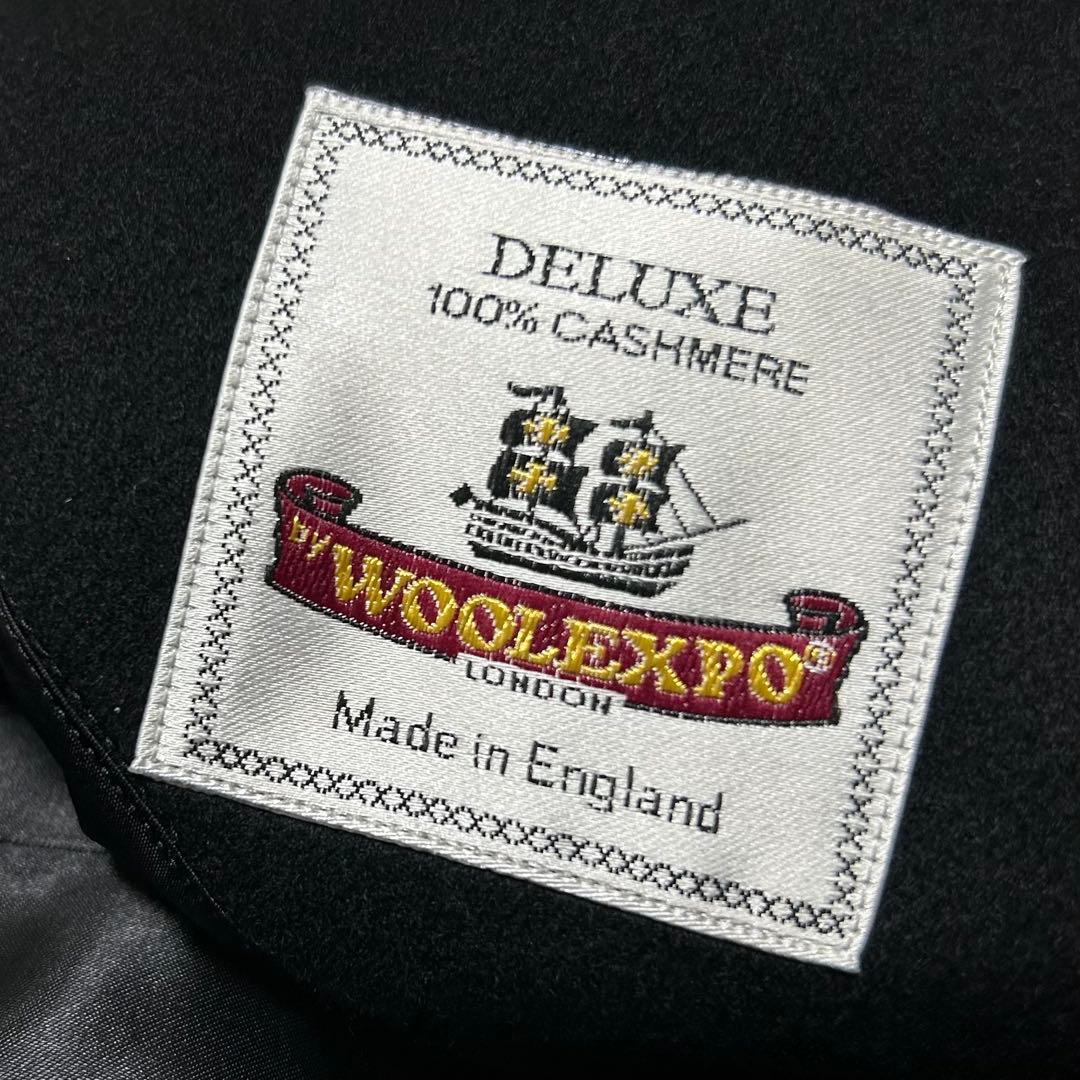 DELUXE
100% CASHMERE
by WOOLEXPO®
LONDON
Made in England